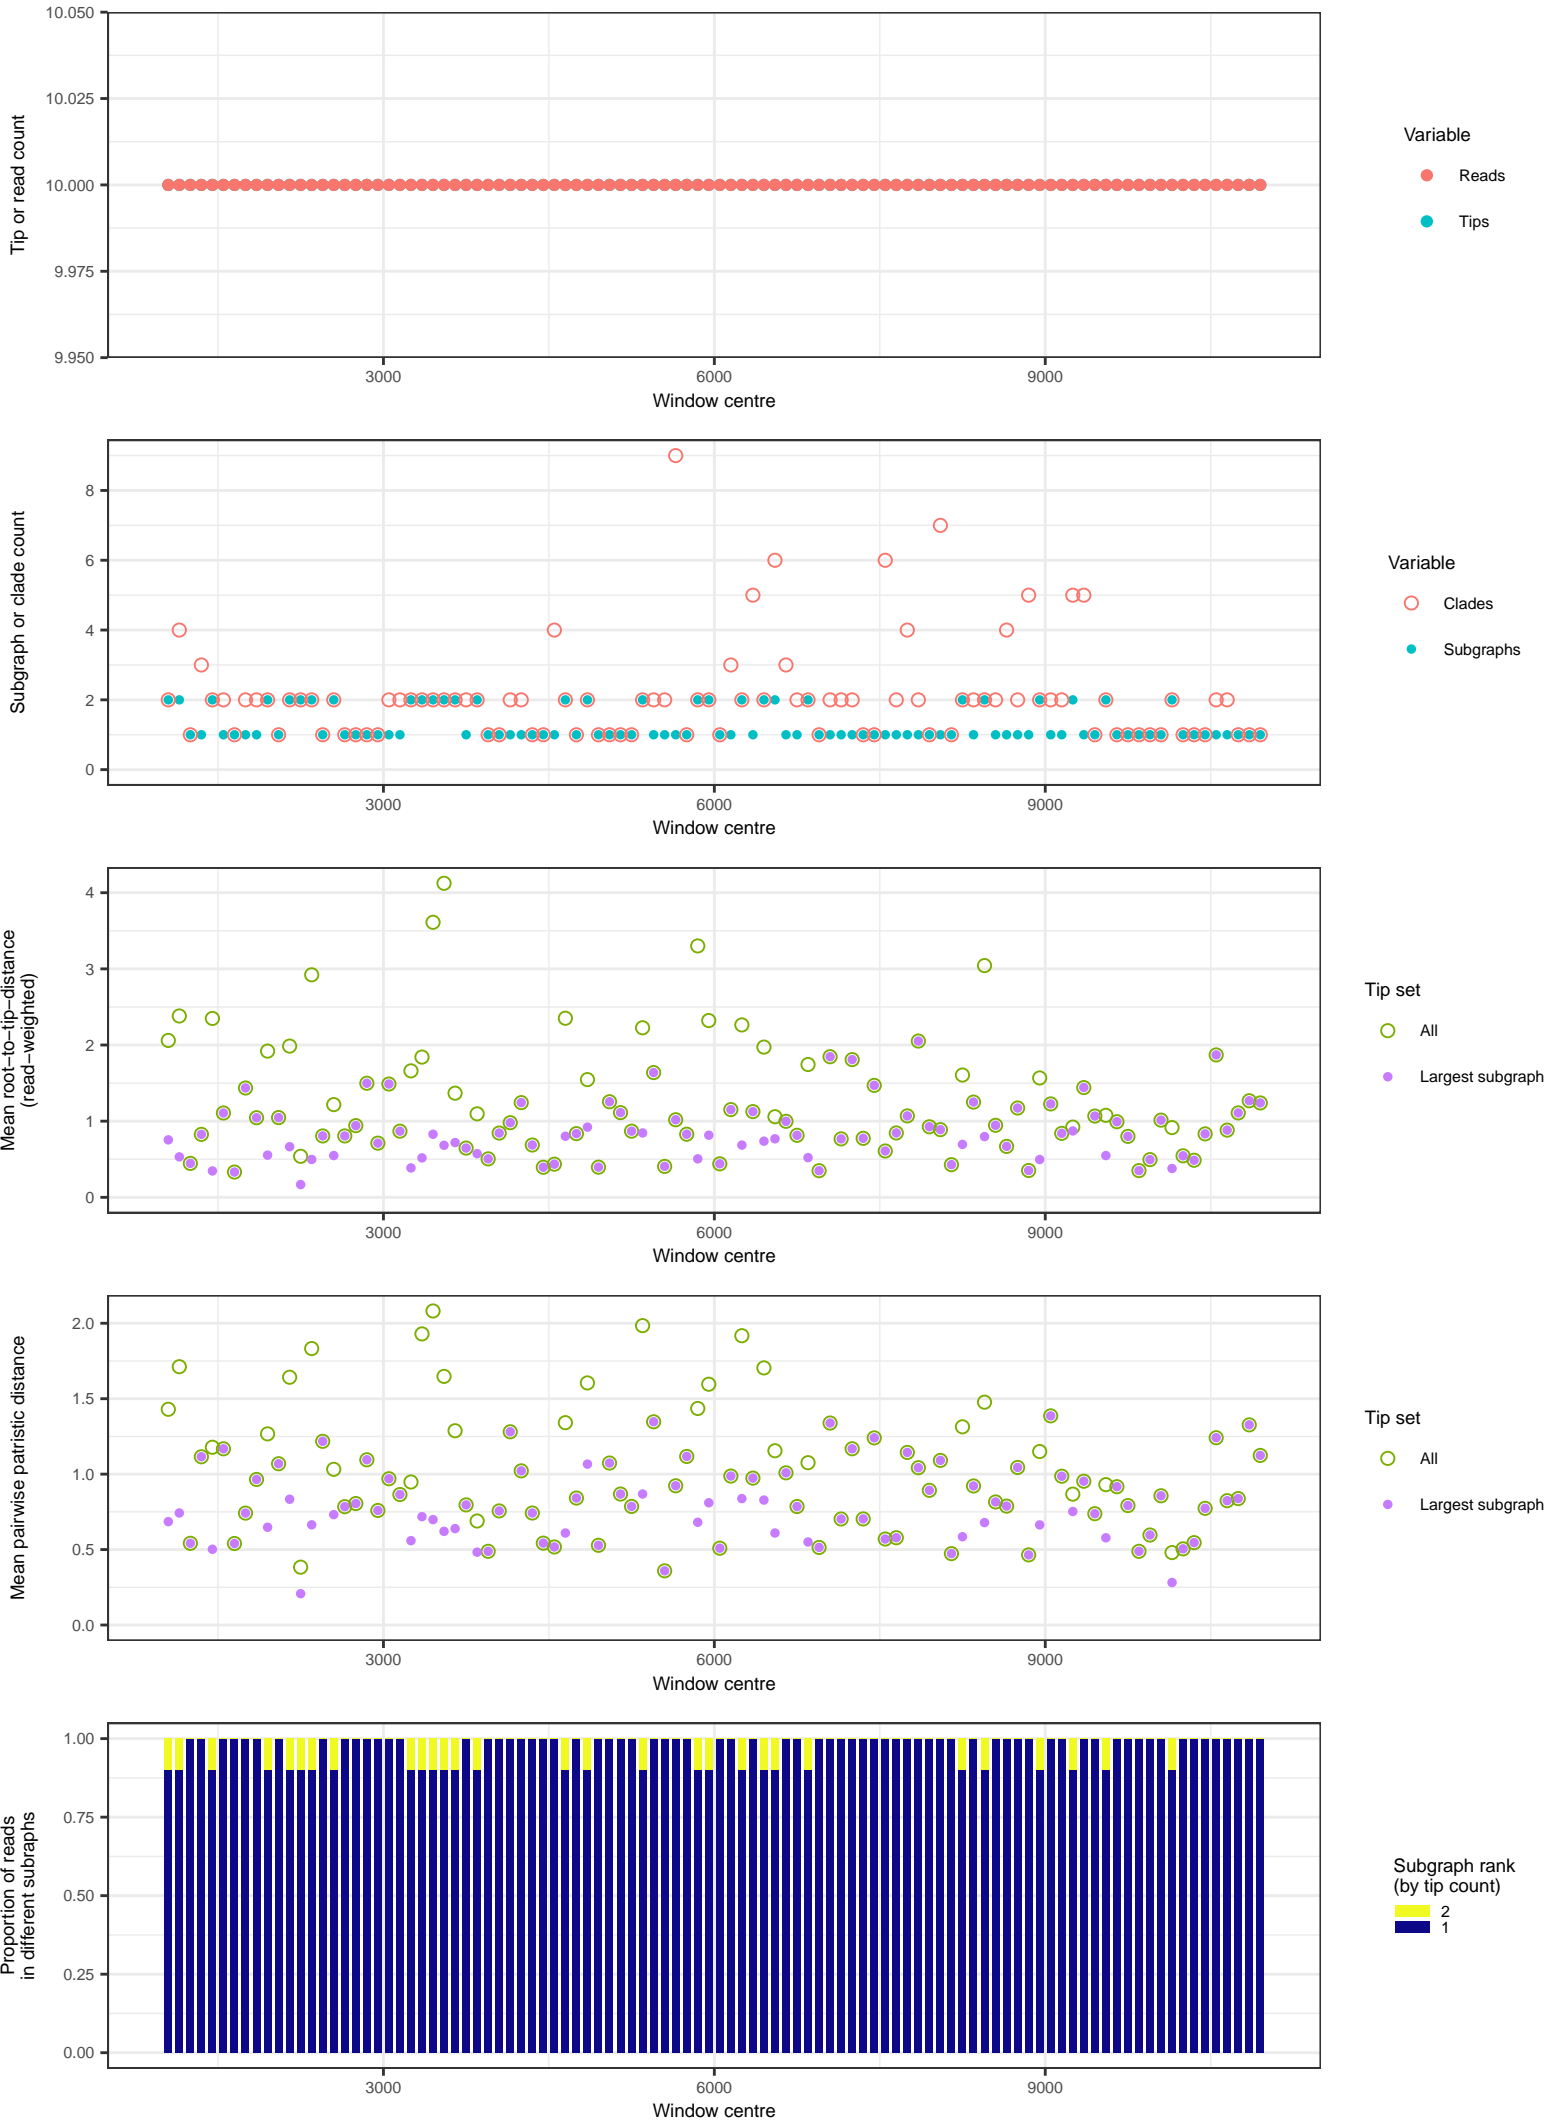 10.050
10.025
10.000
9.975
9.950
Tip or read count
3000
6000
9000
Window centre
Variable
Reads
Tips
8
6
4
2
0
Subgraph or clade count
3000
6000
9000
Window centre
Variable
Clades
Subgraphs
4
3
2
1
0
Mean root−to−tip−distance
(read−weighted)
3000
6000
9000
Window centre
Tip set
All
Largest subgraph
2.0
1.5
1.0
0.5
0.0
Mean pairwise patristic distance
3000
6000
9000
Window centre
Tip set
All
Largest subgraph
1.00
0.75
0.50
0.25
0.00
Proportion of reads
in different subraphs
3000
6000
9000
Window centre
Subgraph rank
(by tip count)
2
1